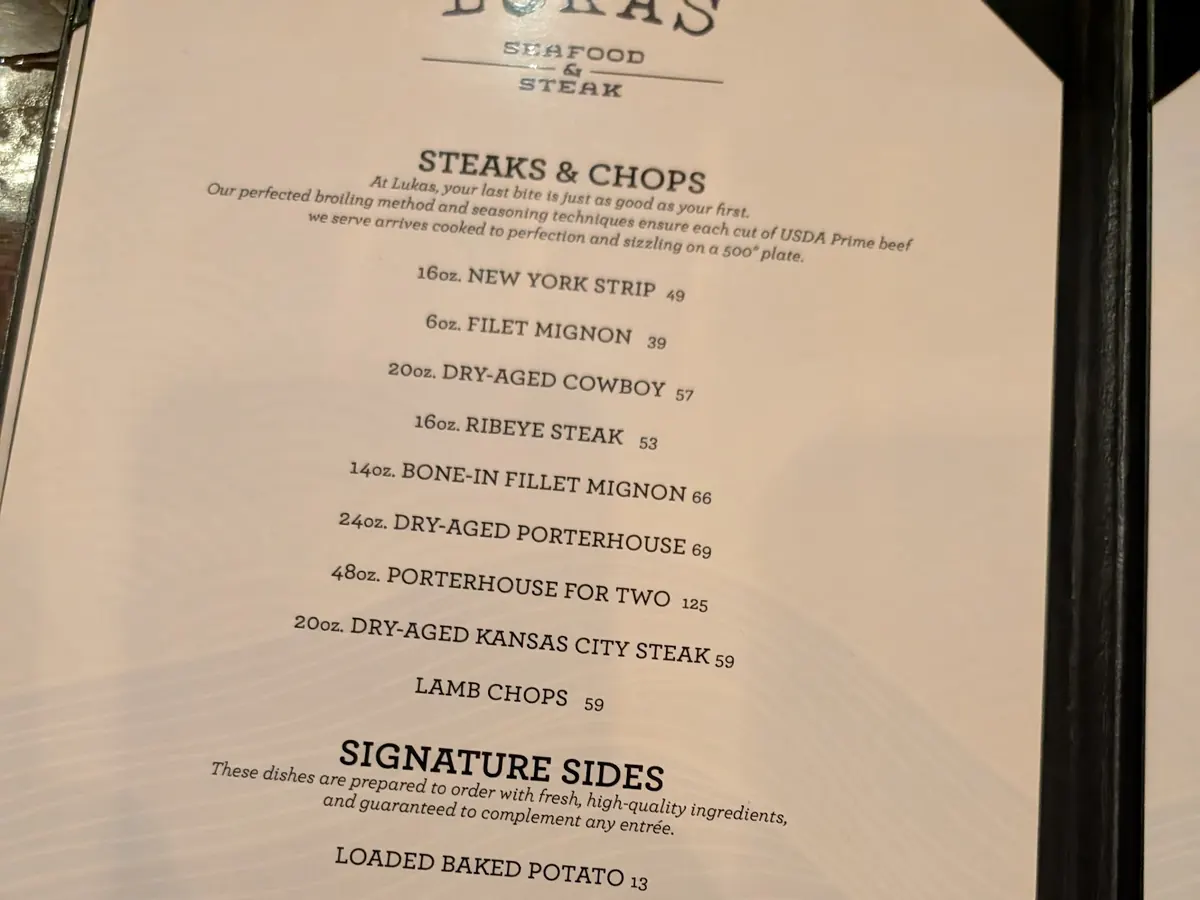 LUKAS
SEAFOOD
&
STEAK
STEAKS & CHOPS
At Lukas, your last bite is just as good as your first.
Our perfected broiling method and seasoning techniques ensure each cut of USDA Prime beef
we serve arrives cooked to perfection and sizzling on a 500° plate.
16oz. NEW YORK STRIP 49
6oz. FILET MIGNON 39
20oz. DRY-AGED COWBOY 57
16oz. RIBEYE STEAK 53
14oz. BONE-IN FILLET MIGNON 66
24oz. DRY-AGED PORTERHOUSE 69
48oz. PORTERHOUSE FOR TWO 125
20oz. DRY-AGED KANSAS CITY STEAK 59
LAMB CHOPS 59
SIGNATURE SIDES
These dishes are prepared to order with fresh, high-quality ingredients,
and guaranteed to complement any entrée.
LOADED BAKED POTATO 13